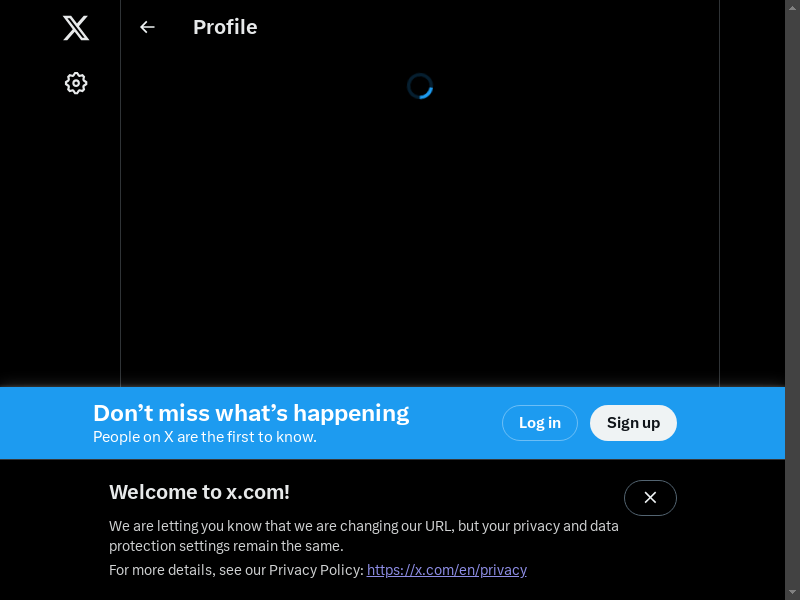 Profile
Don’t miss what’s happening
People on X are the first to know.
Log in
Sign up
Welcome to x.com!
We are letting you know that we are changing our URL, but your privacy and data
protection settings remain the same.
For more details, see our Privacy Policy: https://x.com/en/privacy